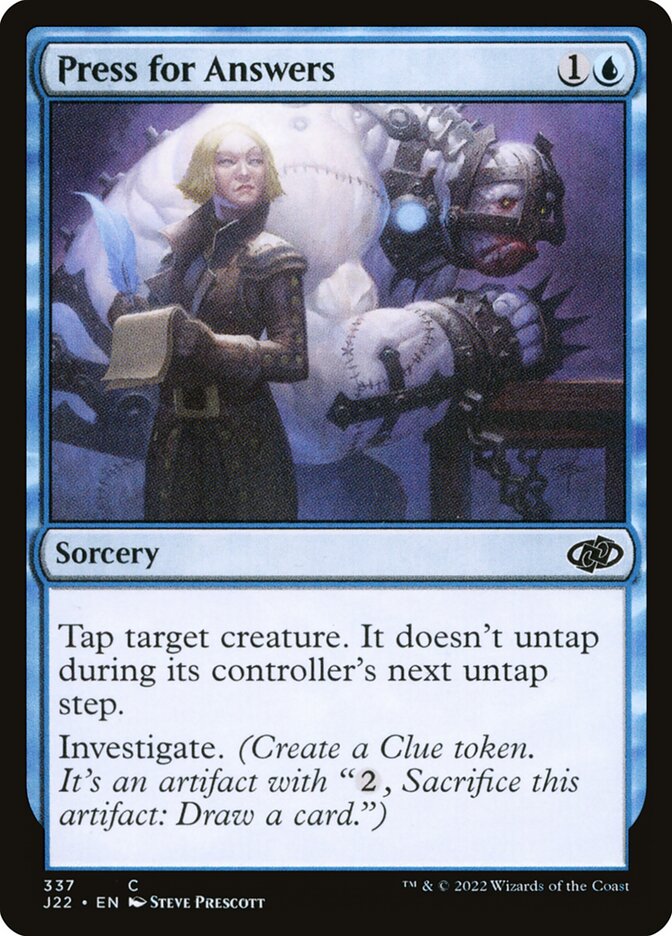 Press for Answers 1
Sorcery
Tap target creature. It doesn't untap
during its controller's next untap
step.
Investigate. (Create a Clue token.
It's an artifact with “2, Sacrifice this
artifact: Draw a card.”)
337 C
J22 • EN Steve Prescott
™ & © 2022 Wizards of the Coast